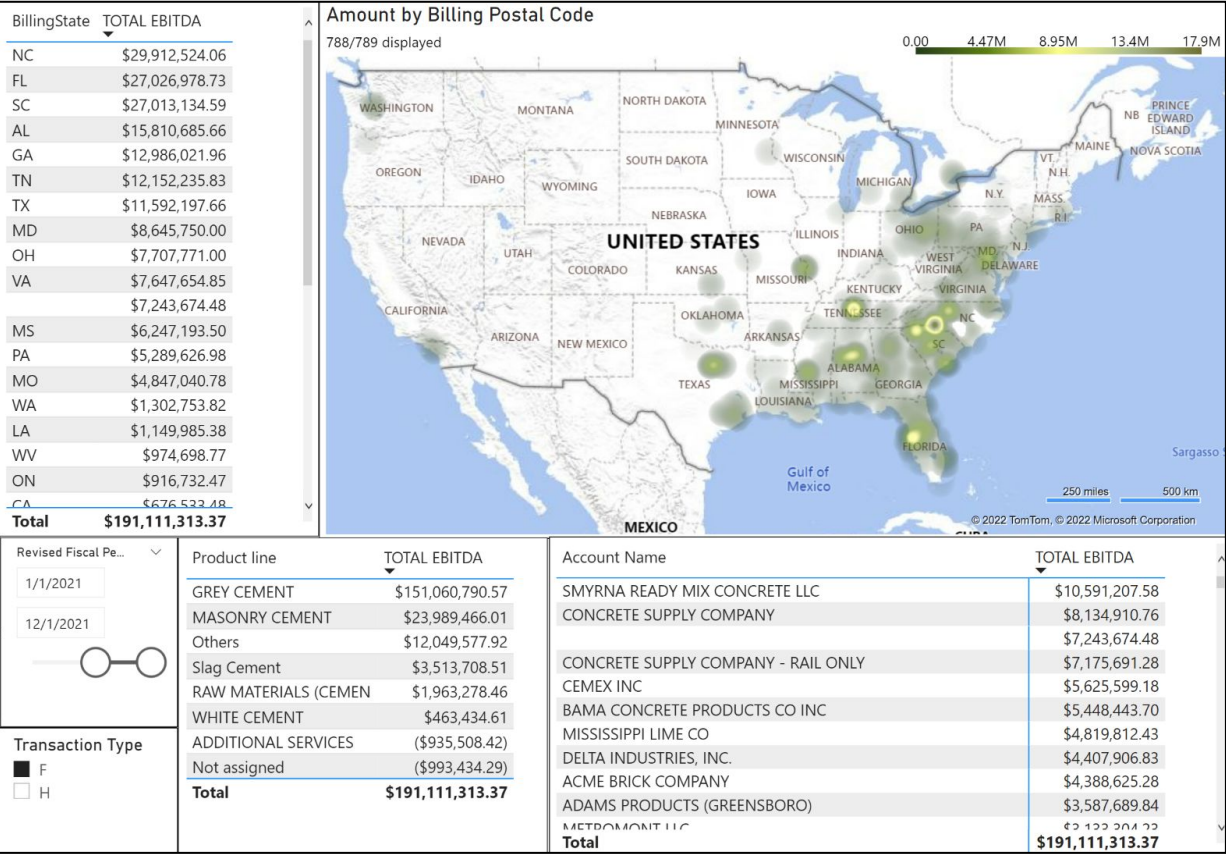 BillingState TOTAL EBITDA
NC $29,912,524.06
FL $27,026,978.73
SC $27,013,134.59
AL $15,810,685.66
GA $12,986,021.96
TN $12,152,235.83
TX $11,592,197.66
MD $8,645,750.00
OH $7,707,771.00
VA $7,647,654.85
$7,243,674.48
MS $6,247,193.50
PA $5,289,626.98
MO $4,847,040.78
WA $1,302,753.82
LA $1,149,985.38
WV $974,698.77
ON $916,732.47
CA $676,533.48
Total $191,111,313.37
Amount by Billing Postal Code
788/789 displayed
0.00 4.47M 8.95M 13.4M 17.9M
WASHINGTON
MONTANA
NORTH DAKOTA
MINNESOTA
NB
PRINCE
EDWARD
ISLAND
NOVA SCOTIA
MAINE
VT.
N.H.
OREGON
IDAHO
WYOMING
SOUTH DAKOTA
WISCONSIN
MICHIGAN
N.Y.
MASS.
R.I.
IOWA
NEBRASKA
NEVADA
UTAH
UNITED STATES
COLORADO
KANSAS
ILLINOIS
INDIANA
OHIO
PA
N.J.
MD.
DELAWARE
WEST
VIRGINIA
MISSOURI
KENTUCKY
VIRGINIA
CALIFORNIA
ARIZONA
NEW MEXICO
OKLAHOMA
ARKANSAS
TENNESSEE
NC
SC
TEXAS
MISSISSIPPI
ALABAMA
GEORGIA
LOUISIANA
FLORIDA
Gulf of
Mexico
Sargasso
MEXICO
250 miles 500 km
© 2022 TomTom, © 2022 Microsoft Corporation
CUBA
Revised Fiscal Pe...
1/1/2021
12/1/2021
Transaction Type
F
H
Product line TOTAL EBITDA
GREY CEMENT $151,060,790.57
MASONRY CEMENT $23,989,466.01
Others $12,049,577.92
Slag Cement $3,513,708.51
RAW MATERIALS (CEMEN $1,963,278.46
WHITE CEMENT $463,434.61
ADDITIONAL SERVICES ($935,508.42)
Not assigned ($993,434.29)
Total $191,111,313.37
Account Name TOTAL EBITDA
SMYRNA READY MIX CONCRETE LLC $10,591,207.58
CONCRETE SUPPLY COMPANY $8,134,910.76
$7,243,674.48
CONCRETE SUPPLY COMPANY - RAIL ONLY $7,175,691.28
CEMEX INC $5,625,599.18
BAMA CONCRETE PRODUCTS CO INC $5,448,443.70
MISSISSIPPI LIME CO $4,819,812.43
DELTA INDUSTRIES, INC. $4,407,906.83
ACME BRICK COMPANY $4,388,625.28
ADAMS PRODUCTS (GREENSBORO) $3,587,689.84
METROMONT LLC $3,133,304.23
Total $191,111,313.37